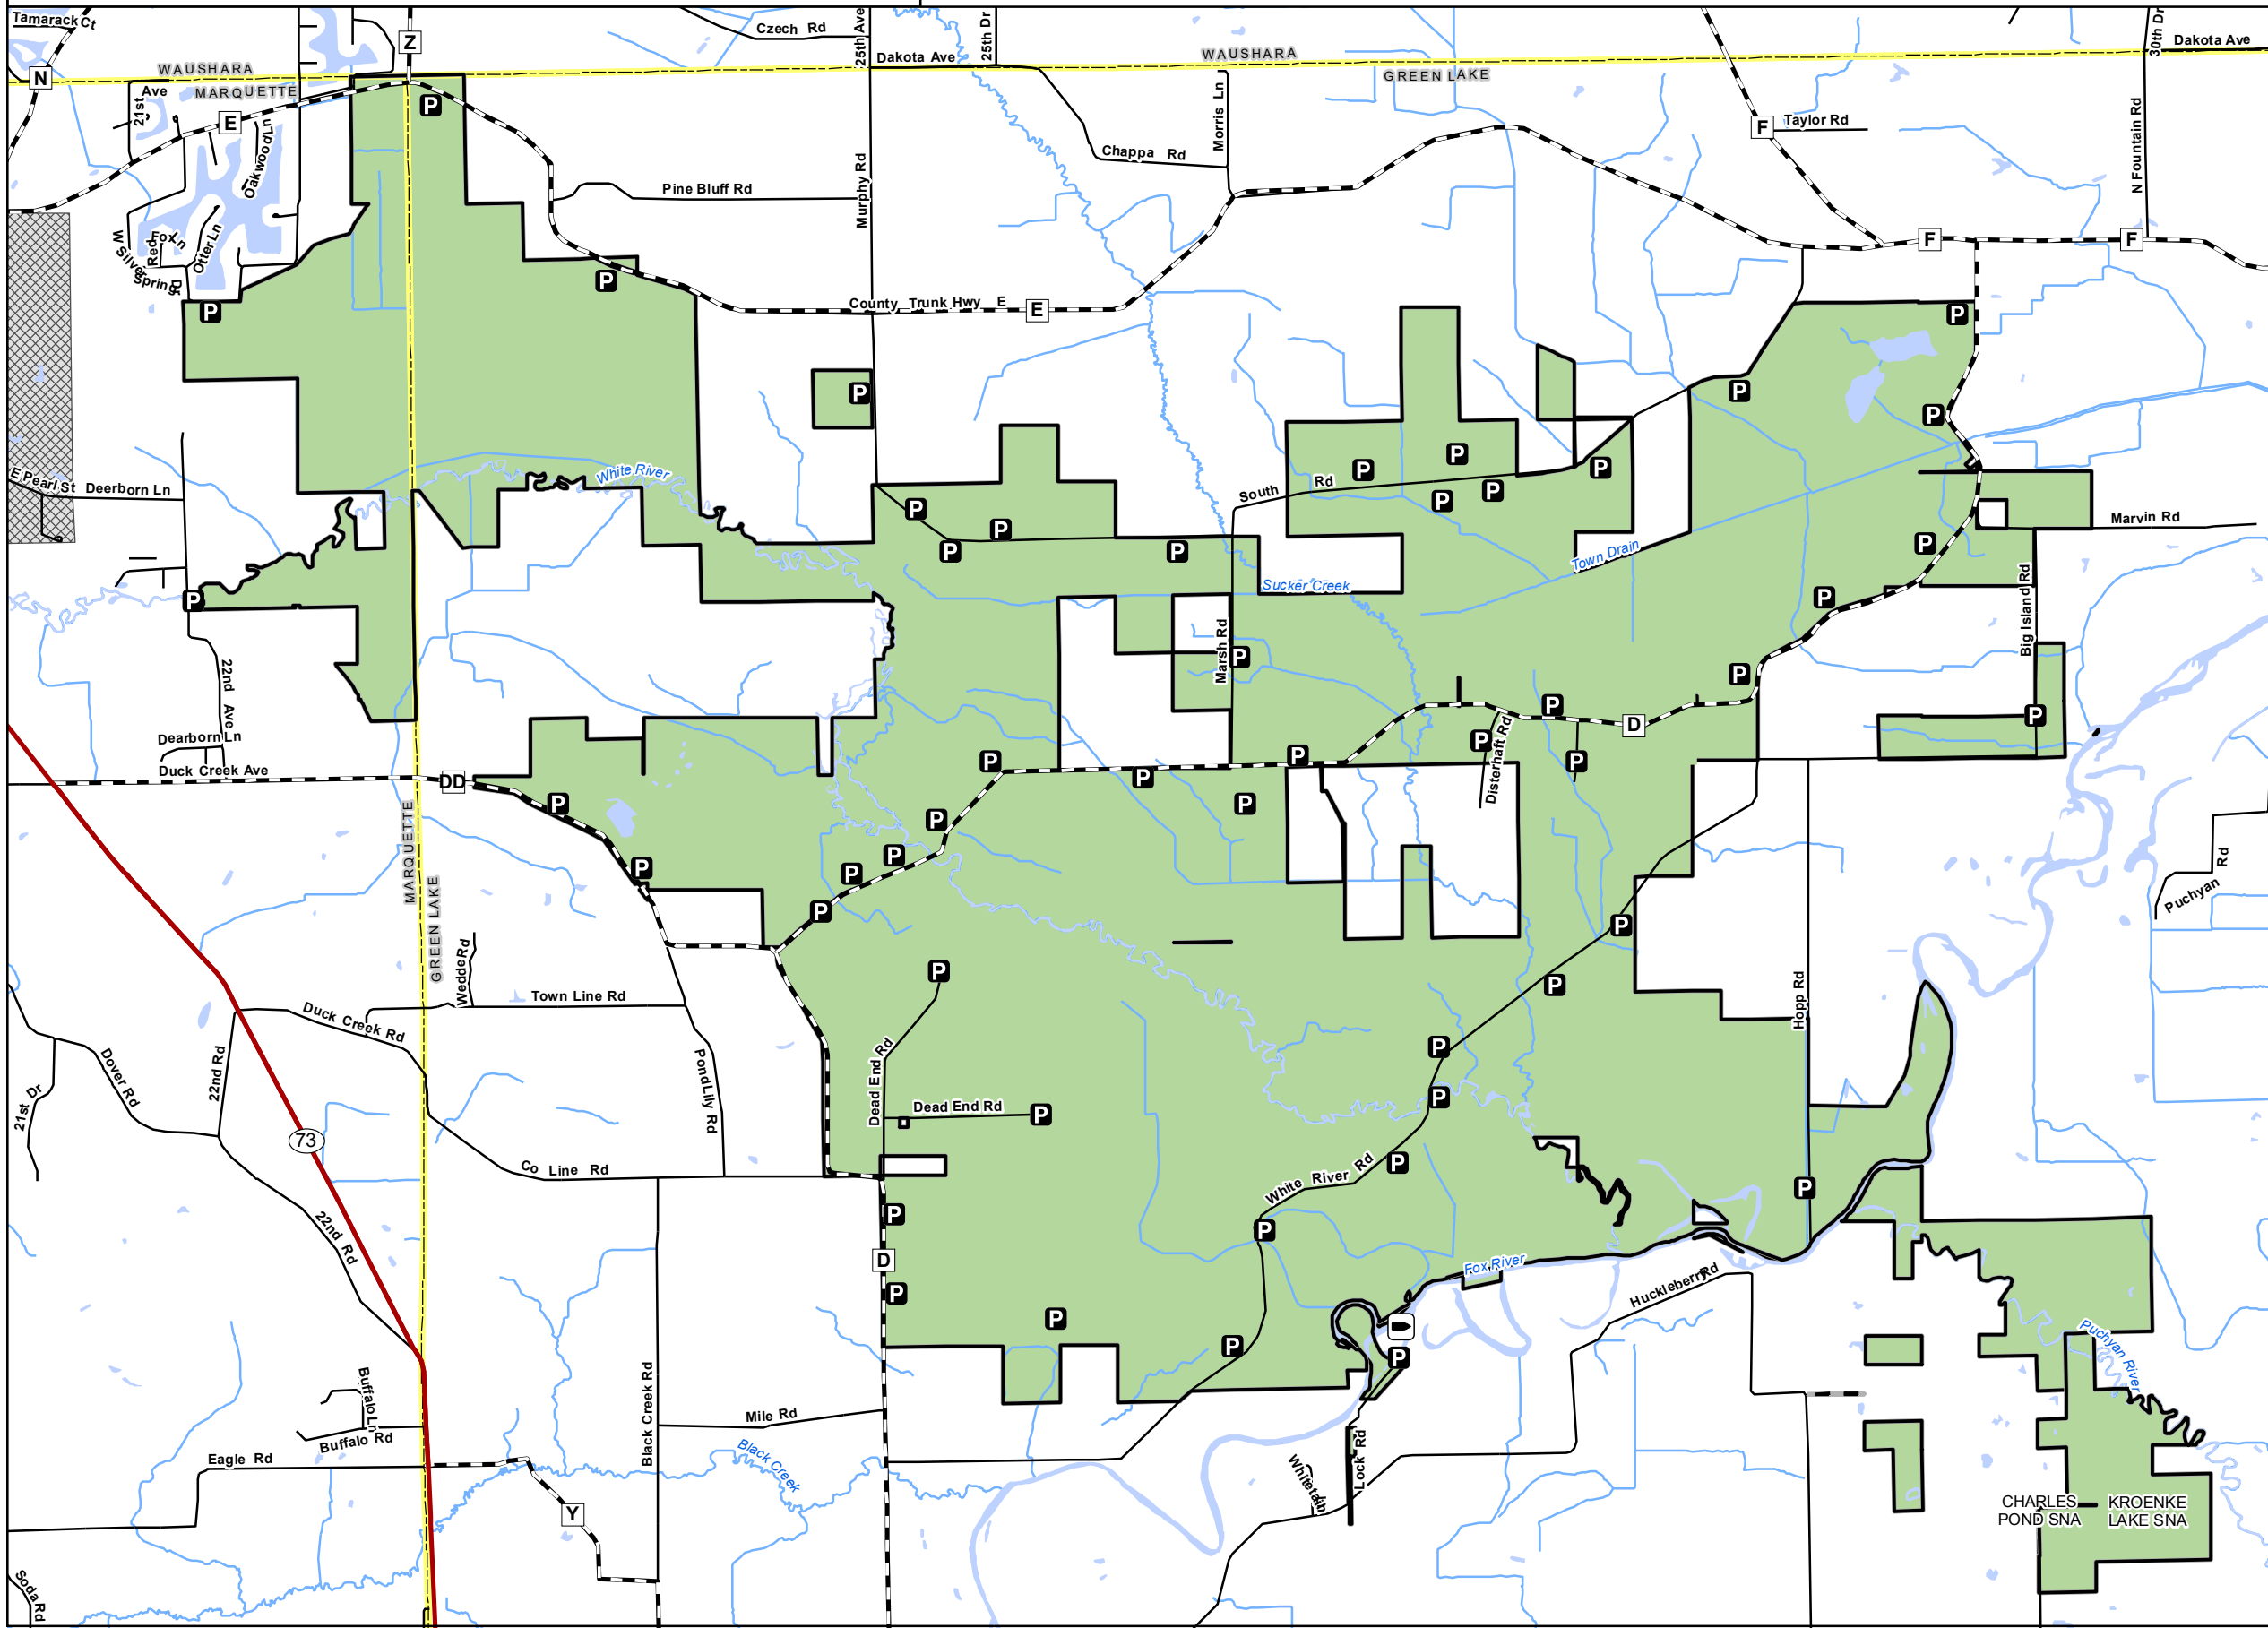 Tamarack Ct
N
Z
WAUSHARA
MARQUETTE
21st Ave
E
Oakwood Ln
Czech Rd
25th Ave
25th Dr
Dakota Ave
WAUSHARA
GREEN LAKE
30th Dr
Dakota Ave
Morris Ln
Chappa Rd
F
Taylor Rd
N Fountain Rd
P
Pine Bluff Rd
Murphy Rd
W Silver Spring Dr
Red Fox Ln
Otter Ln
F
F
P
P
County Trunk Hwy E
E
P
P
P
P
White River
E Pearl St
Deerborn Ln
South Rd
P
P
P
P
P
P
P
P
P
Marvin Rd
Town Drain
P
Sucker Creek
P
P
Big Island Rd
Marsh Rd
P
P
22nd Ave
Dearborn Ln
Duck Creek Ave
DD
P
P
D
P
Disterhaft Rd
P
P
P
P
P
P
P
P
P
P
P
P
MARQUETTE
GREEN LAKE
Puchyan Rd
P
Wedde Rd
Town Line Rd
Duck Creek Rd
P
P
Hopp Rd
Dover Rd
22nd Rd
21st Dr
Pond Lily Rd
Dead End Rd
P
P
Dead End Rd
P
73
Co Line Rd
White River Rd
P
P
22nd Rd
P
P
D
Fox River
P
Huckleberry Rd
P
P
P
Puchyan River
Buffalo Ln
Buffalo Rd
Black Creek Rd
Mile Rd
Eagle Rd
Black Creek
Lock Rd
Whitetail Ln
Y
CHARLES
POND SNA
KROENKE
LAKE SNA
Soda Rd